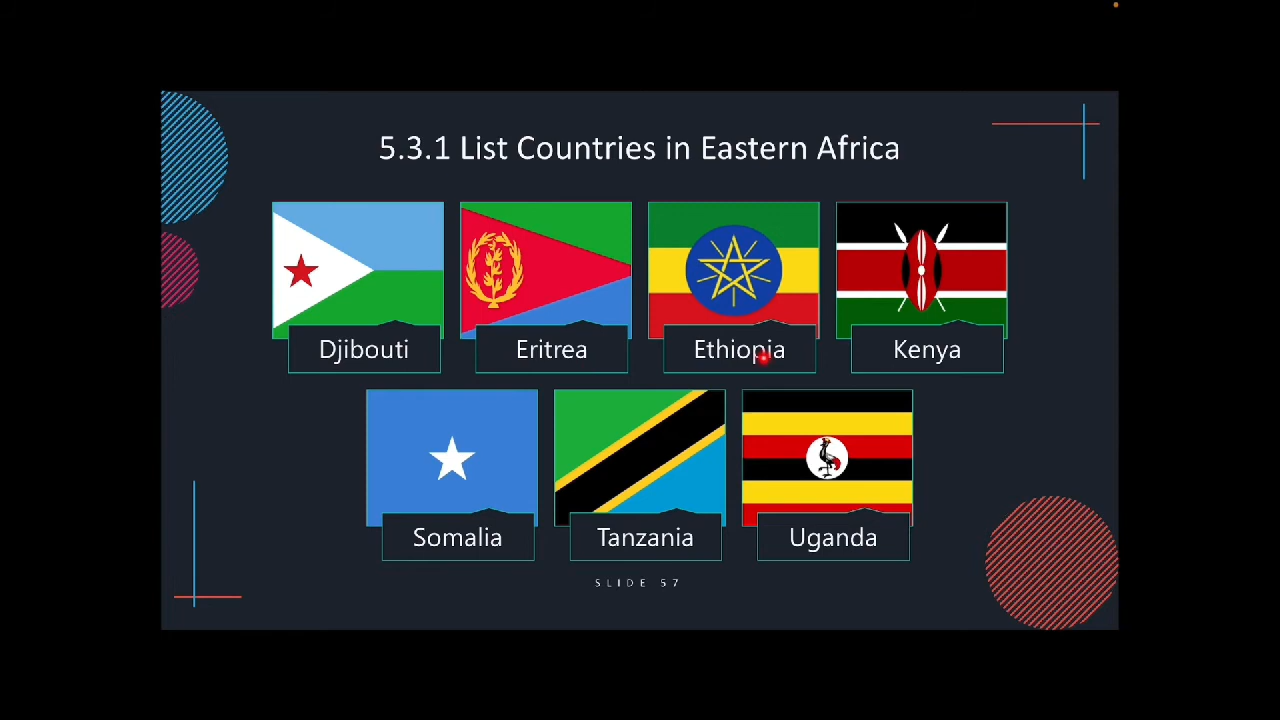 5.3.1 List Countries in Eastern Africa
Djibouti
Eritrea
Ethiopia
Kenya
Somalia
Tanzania
Uganda
SLIDE 57